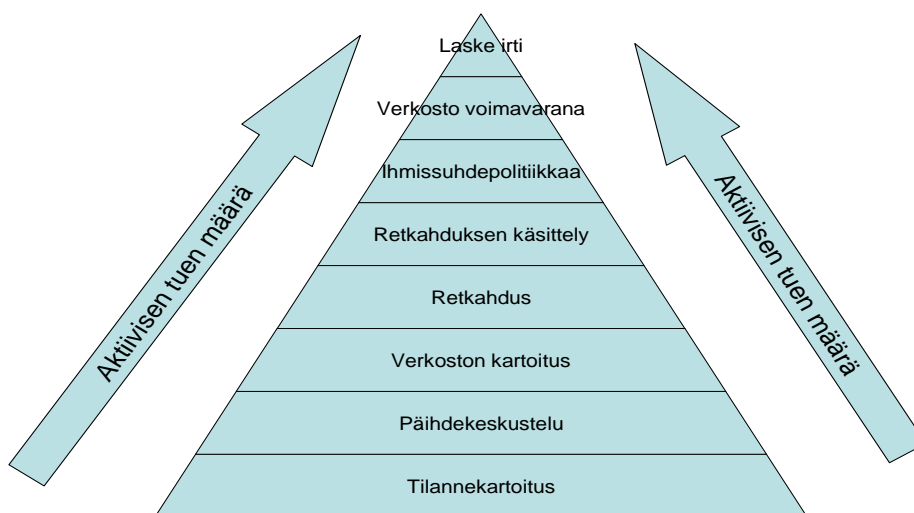 Laske irti
Verkosto voimavarana
Ihmissuhdepolitiikkaa
Retkahduksen käsittely
Retkahdus
Verkoston kartoitus
Päihdekeskustelu
Tilannekartoitus
Aktiivisen tuen määrä
Aktiivisen tuen määrä